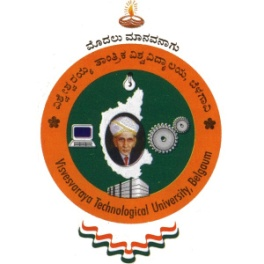 ಮೊದಲು ಮಾನವನಾಗು
ವಿಶ್ವೇಶ್ವರಯ್ಯ ತಾಂತ್ರಿಕ ವಿಶ್ವವಿದ್ಯಾಲಯ, ಬೆಳಗಾವಿ
Visvesvaraya Technological University, Belgaum